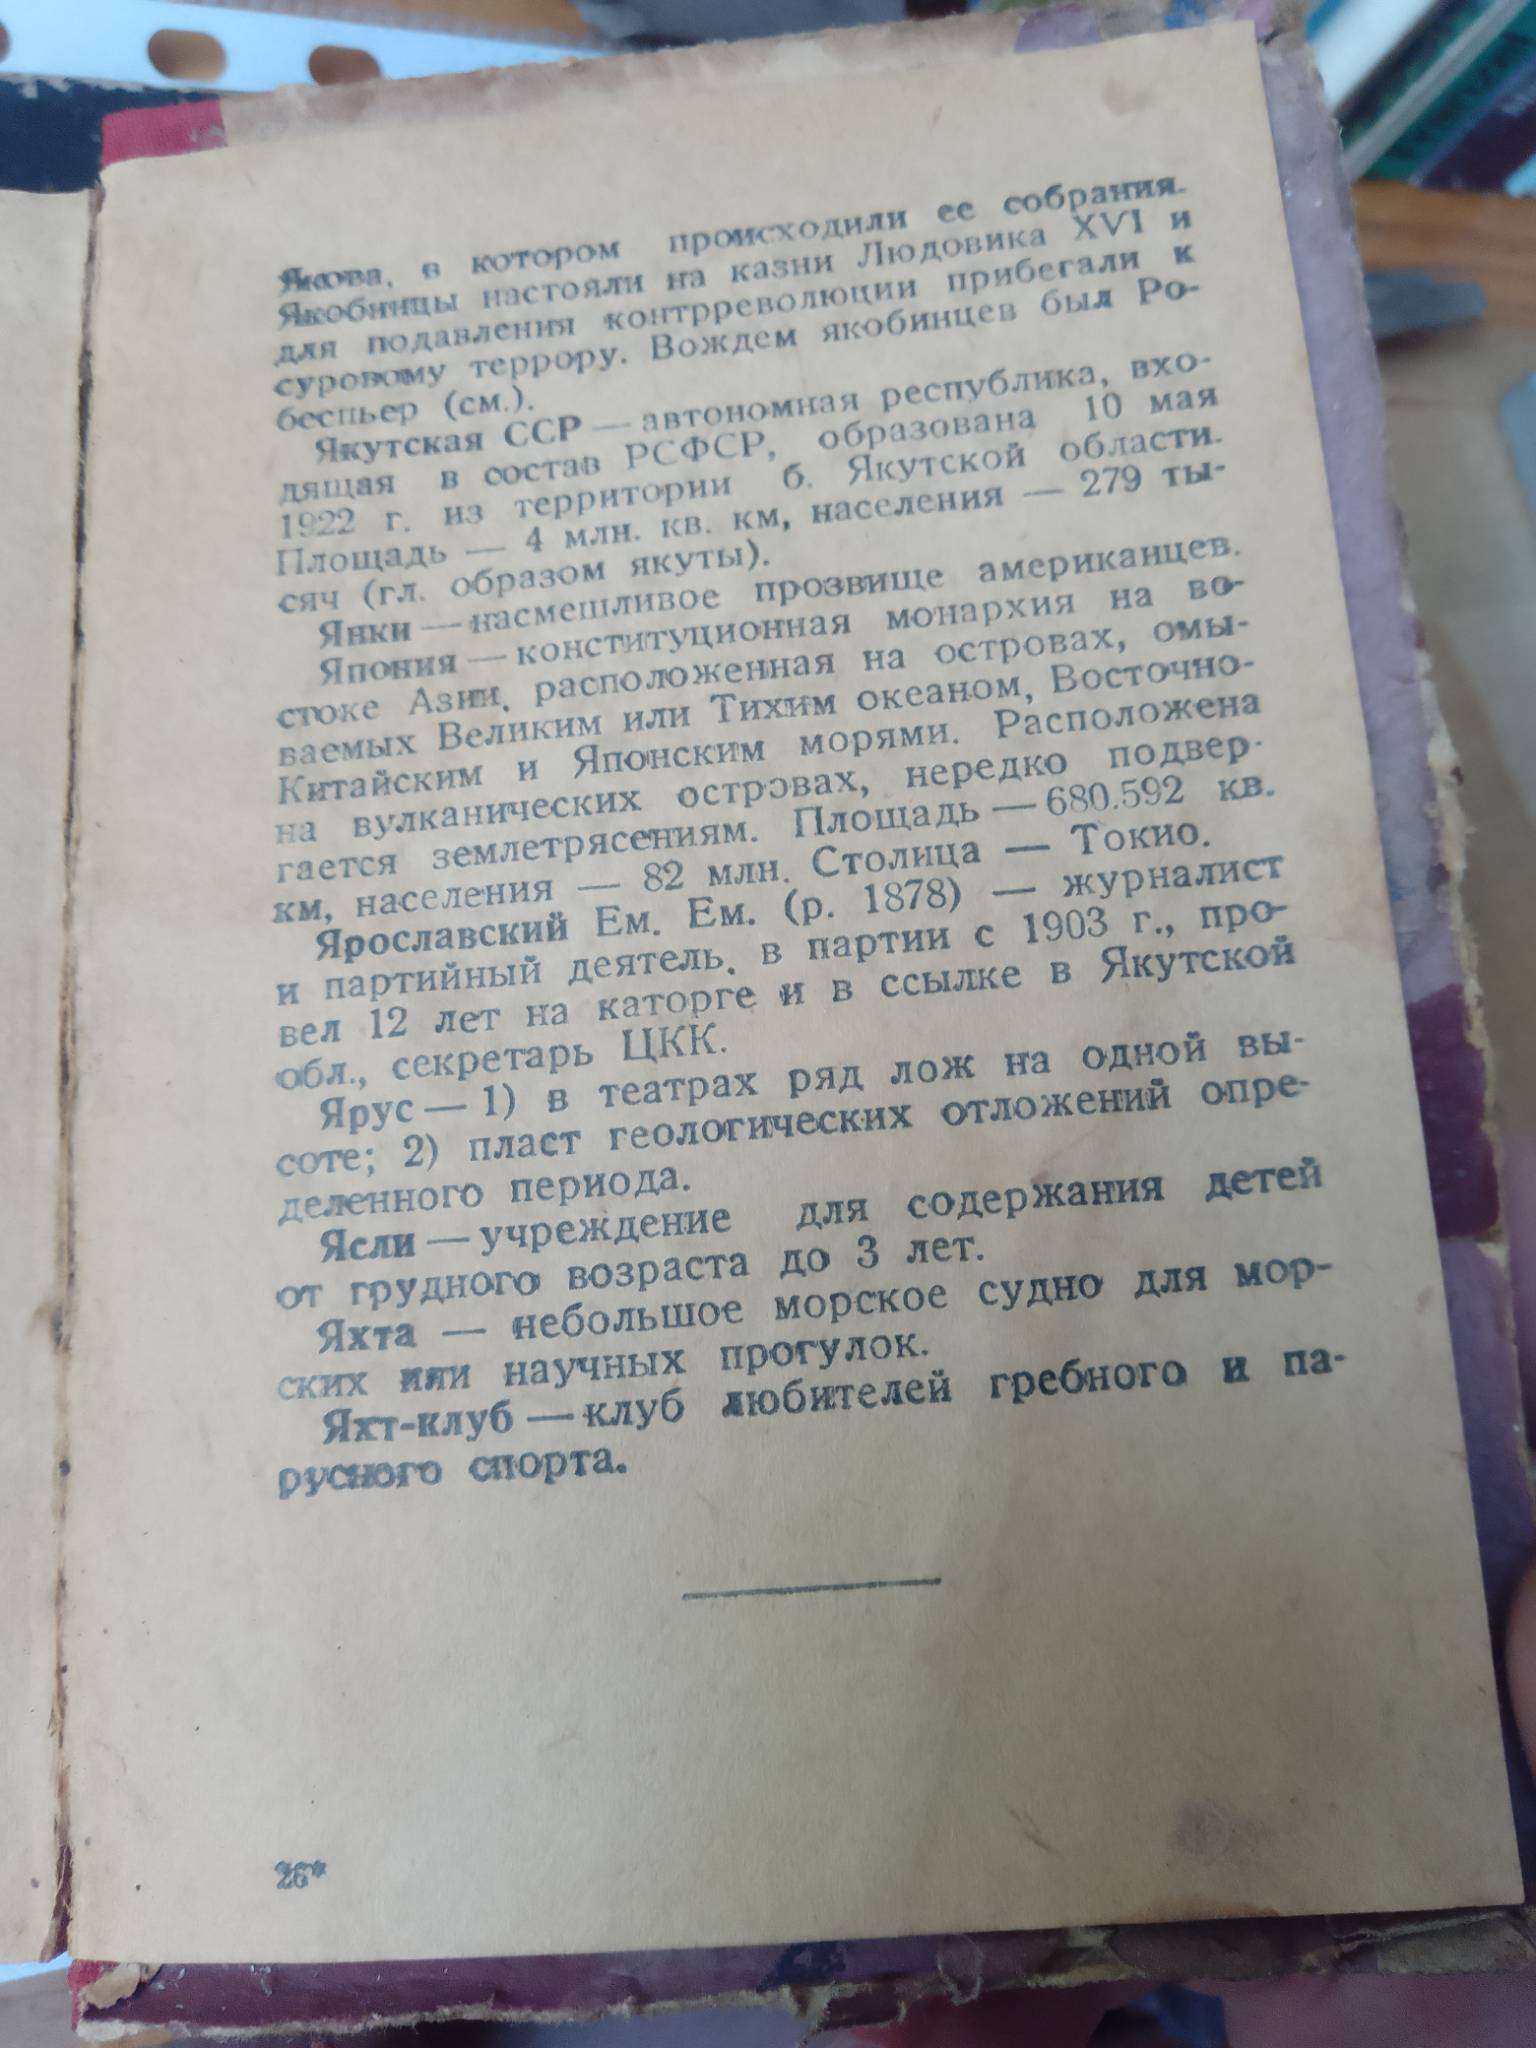 Якова, в котором происходили ее собрания.
Якобинцы настояли на казни Людовика XVI и
для подавления контрреволюции прибегали к
суровому террору. Вождем якобинцев был Ро-
беспьер (см.).
Якутская ССР — автономная республика, вхо-
дящая в состав РСФСР, образована 10 мая
1922 г. из территории б. Якутской области.
Площадь — 4 млн. кв. км, населения — 279 ты-
сяч (гл. образом якуты).
Янки — насмешливое прозвище американцев.
Япония — конституционная монархия на во-
стоке Азии, расположенная на островах, омы-
ваемых Великим или Тихим океаном, Восточно-
Китайским и Японским морями. Расположена
на вулканических островах, нередко подвер-
гается землетрясениям. Площадь — 680.592 кв.
км, населения — 82 млн. Столица — Токио.
Ярославский Ем. Ем. (р. 1878) — журналист
и партийный деятель, в партии с 1903 г., про-
вел 12 лет на каторге и в ссылке в Якутской
обл., секретарь ЦКК.
Ярус — 1) в театрах ряд лож на одной вы-
соте; 2) пласт геологических отложений опре-
деленного периода.
Ясли — учреждение для содержания детей
от грудного возраста до 3 лет.
Яхта — небольшое морское судно для мор-
ских или научных прогулок.
Яхт-клуб — клуб любителей гребного и па-
русного спорта.
26*